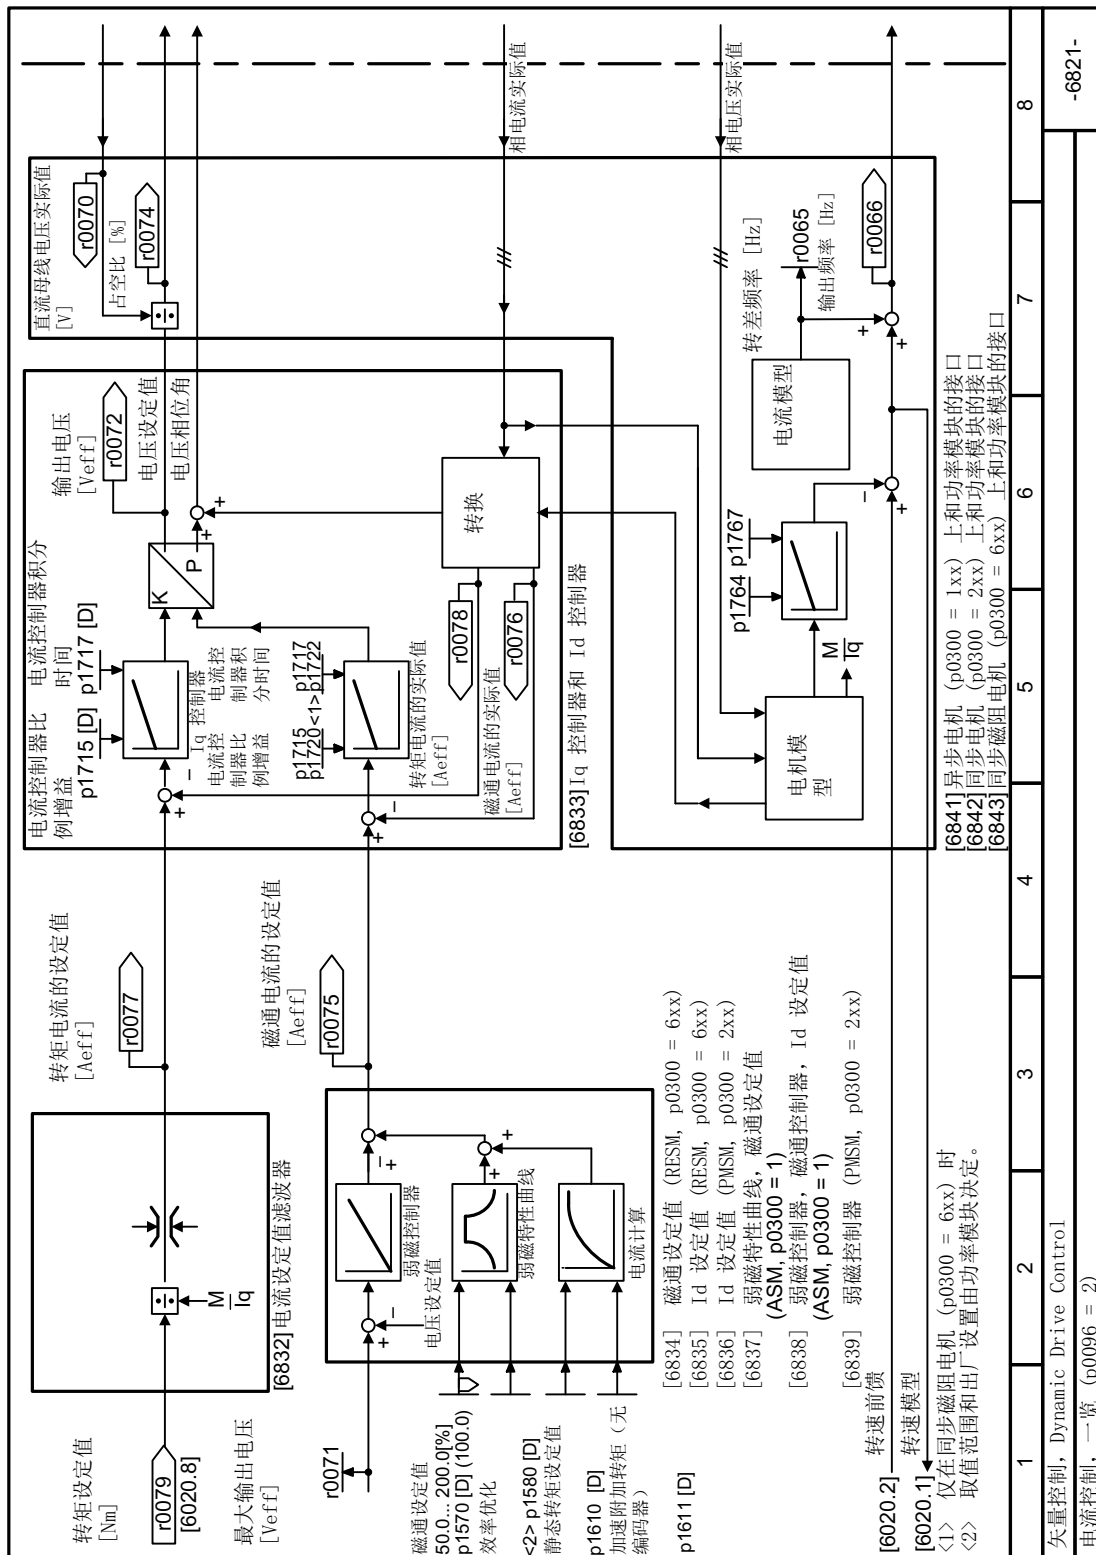 转矩设定值
[Nm]
r0079
[6020.8]
M
Iq
[6832]电流设定值滤波器
转矩电流的设定值
[Aeff]
r0077
最大输出电压
[Veff]
r0071
弱磁控制器
电压设定值
弱磁特性曲线
电流计算
磁通电流的设定值
[Aeff]
r0075
磁通设定值
50.0... 200.0[%]
p1570 [D] (100.0)
效率优化
<2> p1580 [D]
静态转矩设定值
p1610 [D]
加速附加转矩（无
编码器）
p1611 [D]
电流控制器比
例增益
p1715 [D]
电流控制器积分
时间
p1717 [D]
Iq 控制器
电流控
制器比
例增益
电流控
制器积
分时间
p1715
p1720 <1>
p1717
p1722
转矩电流的实际值
[Aeff]
r0078
磁通电流的实际值
[Aeff]
r0076
[6833]Iq 控制器和 Id 控制器
K
P
输出电压
[Veff]
r0072
电压设定值
电压相位角
转换
直流母线电压实际值
[V]
r0070
占空比 [%]
r0074
相电流实际值
相电压实际值
电机模
型
M
Iq
p1764
p1767
电流模型
转差频率 [Hz]
r0065
输出频率 [Hz]
r0066
[6834] 磁通设定值 (RESM, p0300 = 6xx)
[6835] Id 设定值 (RESM, p0300 = 6xx)
[6836] Id 设定值 (PMSM, p0300 = 2xx)
[6837] 弱磁特性曲线, 磁通设定值
(ASM, p0300 = 1)
[6838] 弱磁控制器, 磁通控制器, Id 设定值
(ASM, p0300 = 1)
[6839] 弱磁控制器 (PMSM, p0300 = 2xx)
[6841]异步电机 (p0300 = 1xx) 上和功率模块的接口
[6842]同步电机 (p0300 = 2xx) 上和功率模块的接口
[6843]同步磁阻电机 (p0300 = 6xx) 上和功率模块的接口
[6020.2] 转速前馈
[6020.1] 转速模型
<1> 仅在同步磁阻电机 (p0300 = 6xx) 时
<2> 取值范围和出厂设置由功率模块决定。
1 2 3 4 5 6 7 8
矢量控制, Dynamic Drive Control
电流控制, 一览 (p0096 = 2)
-6821-